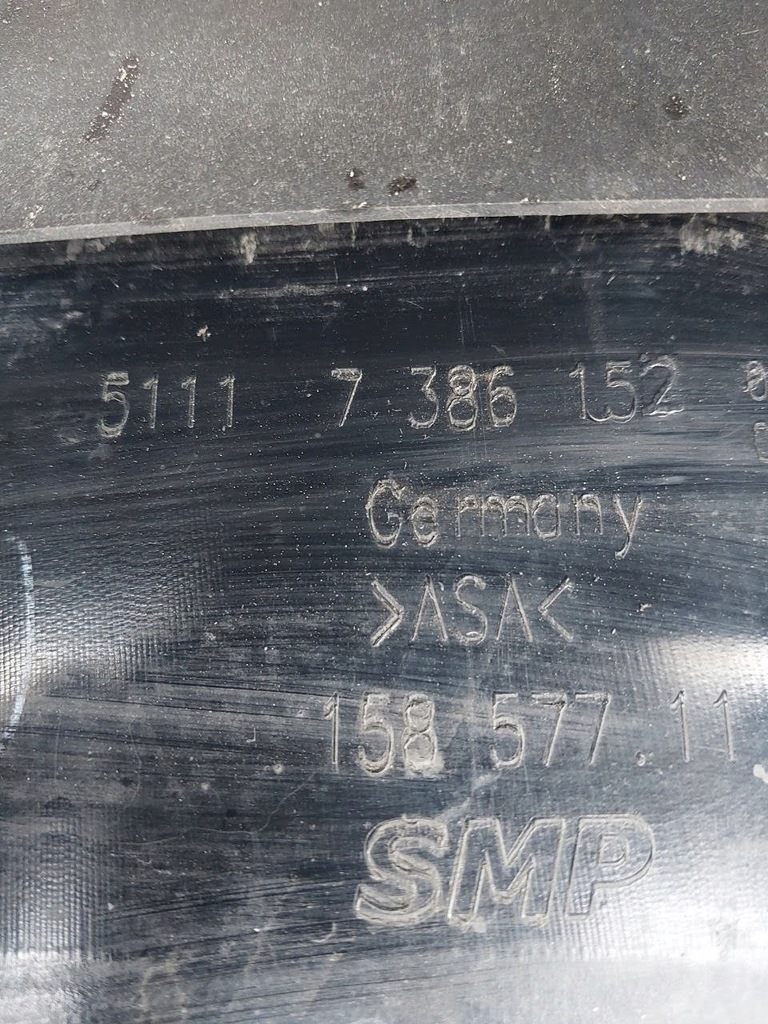 5111 7 386 152
Germany
>ASA<
158 577.11
SMP